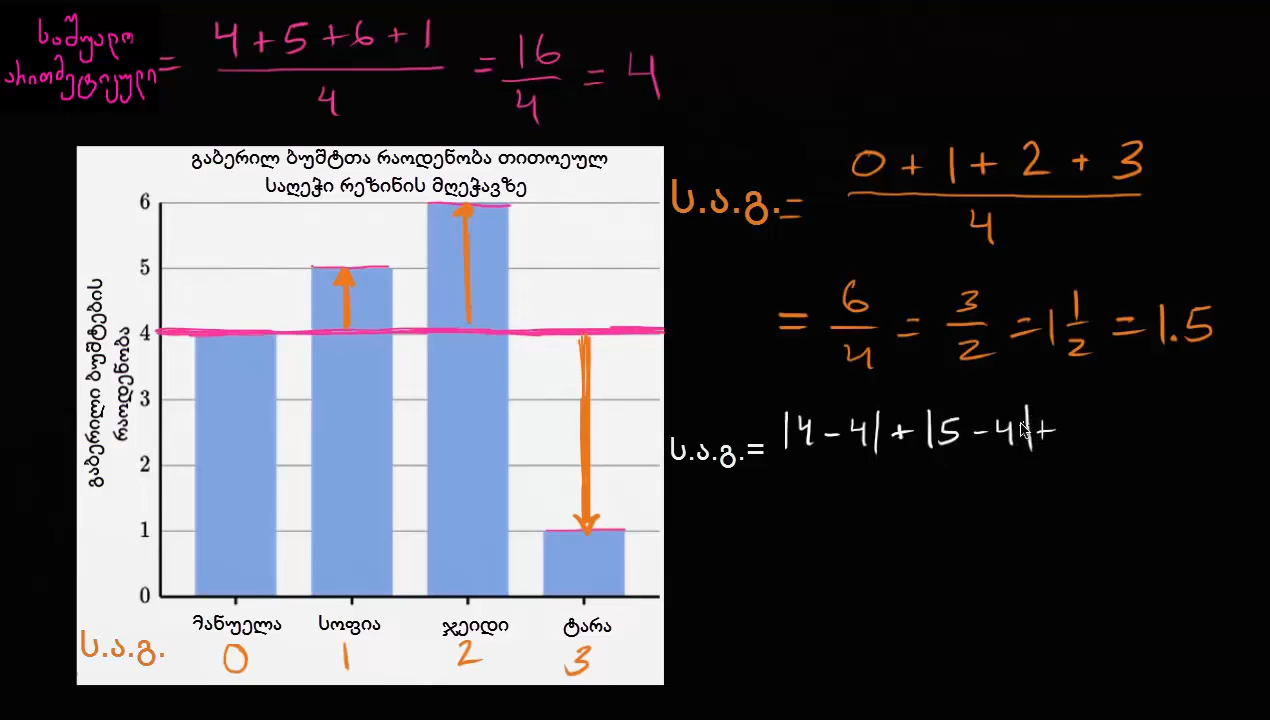 საშუალო
არითმეტიკული = 4 + 5 + 6 + 1 / 4 = 16 / 4 = 4
გაბერილ ბუშტთა რაოდენობა თითოეულ
საღეჭი რეზინის მღეჭავზე
გაბერილი ბუშტების
რაოდენობა
6
5
4
3
2
1
0
მანუელა სოფია ჯეიდი ტარა
ს.ა.გ. 0 1 2 3
ს.ა.გ. = 0 + 1 + 2 + 3 / 4
= 6 / 4 = 3 / 2 = 1 1/2 = 1.5
ს.ა.გ.= |4 - 4| + |5 - 4| +